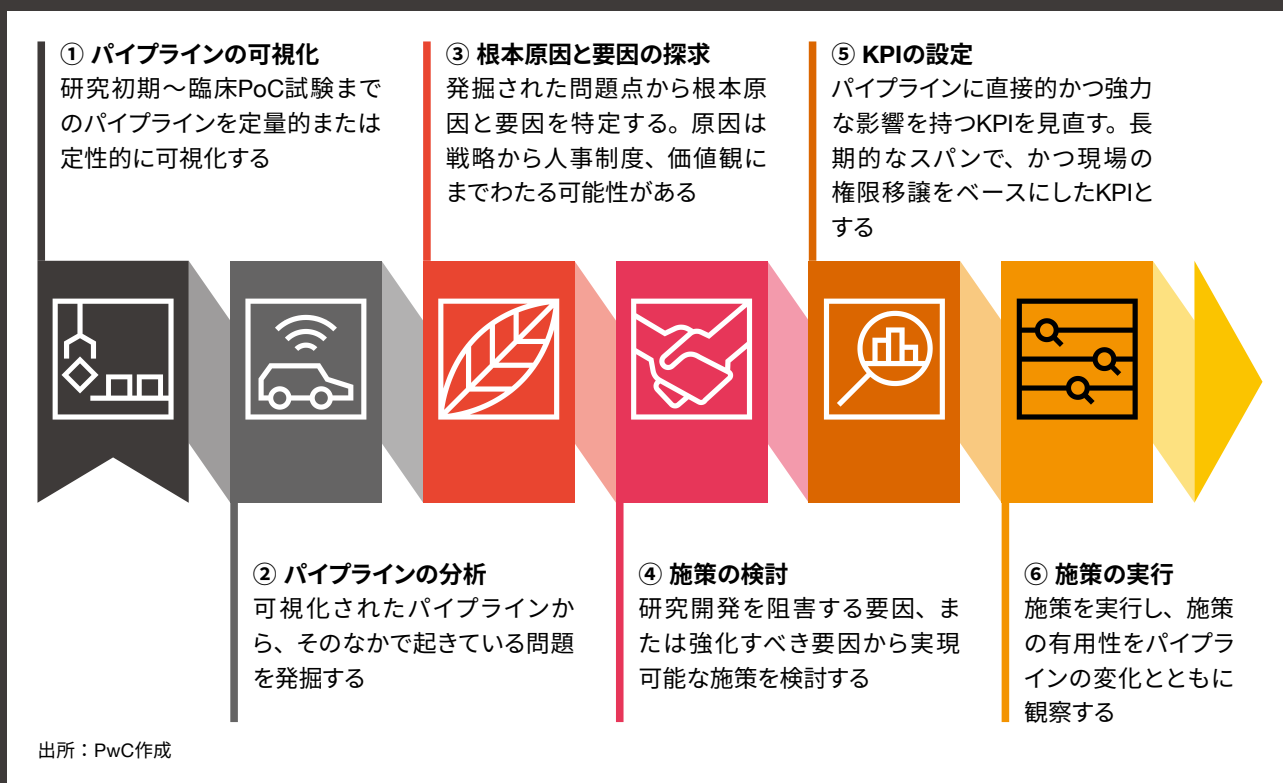 ① パイプラインの可視化
研究初期～臨床PoC試験まで
のパイプラインを定量的または
定性的に可視化する
② パイプラインの分析
可視化されたパイプラインか
ら、そのなかで起きている問題
を発掘する
③ 根本原因と要因の探求
発掘された問題点から根本原
因と要因を特定する。原因は
戦略から人事制度、価値観に
までわたる可能性がある
④ 施策の検討
研究開発を阻害する要因、ま
たは強化すべき要因から実現
可能な施策を検討する
⑤ KPIの設定
パイプラインに直接的かつ強力
な影響を持つKPIを見直す。長
期的なスパンで、かつ現場の
権限移譲をベースにしたKPIと
する
⑥ 施策の実行
施策を実行し、施策
の有用性をパイプラ
インの変化とともに
観察する
出所：PwC作成